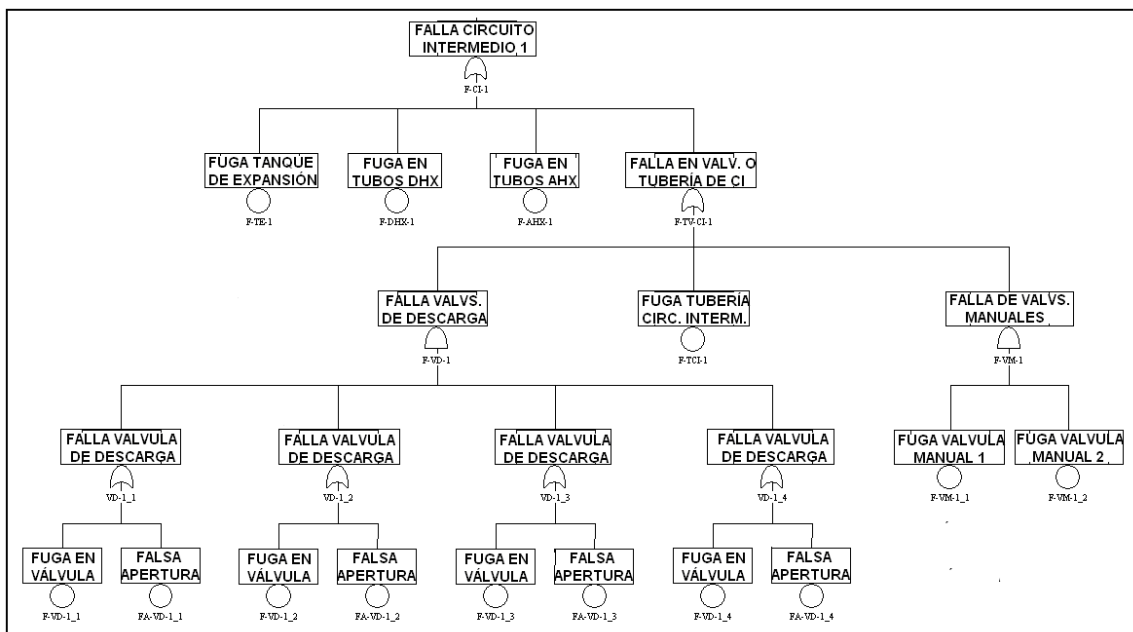 FALLA CIRCUITO
INTERMEDIO 1
F-CI-1
FUGA TANQUE
DE EXPANSIÓN
F-TE-1
FUGA EN
TUBOS DHX
F-DHX-1
FUGA EN
TUBOS AHX
F-AHX-1
FALLA EN VALV. O
TUBERÍA DE CI
F-TV-CI-1
FALLA VALVS.
DE DESCARGA
F-VD-1
FUGA TUBERÍA
CIRC. INTERM.
F-TCI-1
FALLA DE VALVS.
MANUALES
F-VM-1
FALLA VALVULA
DE DESCARGA
VD-1_1
FALLA VALVULA
DE DESCARGA
VD-1_2
FALLA VALVULA
DE DESCARGA
VD-1_3
FALLA VALVULA
DE DESCARGA
VD-1_4
FUGA VALVULA
MANUAL 1
F-VM-1_1
FUGA VALVULA
MANUAL 2
F-VM-1_2
FUGA EN
VÁLVULA
F-VD-1_1
FALSA
APERTURA
FA-VD-1_1
FUGA EN
VÁLVULA
F-VD-1_2
FALSA
APERTURA
FA-VD-1_2
FUGA EN
VÁLVULA
F-VD-1_3
FALSA
APERTURA
FA-VD-1_3
FUGA EN
VÁLVULA
F-VD-1_4
FALSA
APERTURA
FA-VD-1_4